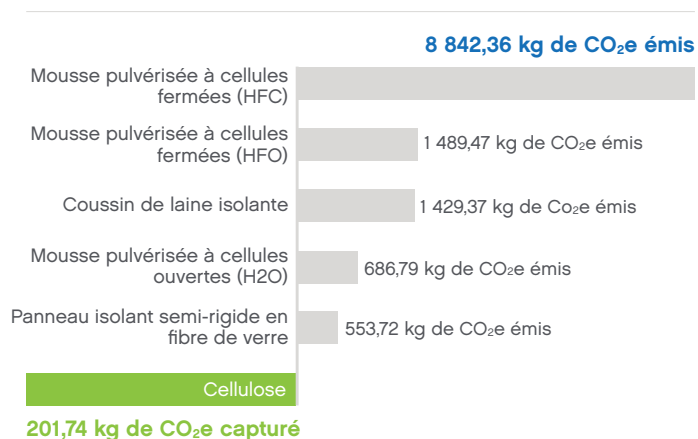 8 842,36 kg de CO₂e émis
Mousse pulvérisée à cellules
fermées (HFC)
Mousse pulvérisée à cellules
fermées (HFO)
1 489,47 kg de CO₂e émis
Coussin de laine isolante
1 429,37 kg de Co₂e émis
Mousse pulvérisée à cellules
ouvertes (H2O)
686,79 kg de CO₂e émis
Panneau isolant semi-rigide en
fibre de verre
553,72 kg de CO₂e émis
Cellulose
201,74 kg de CO₂e capturé